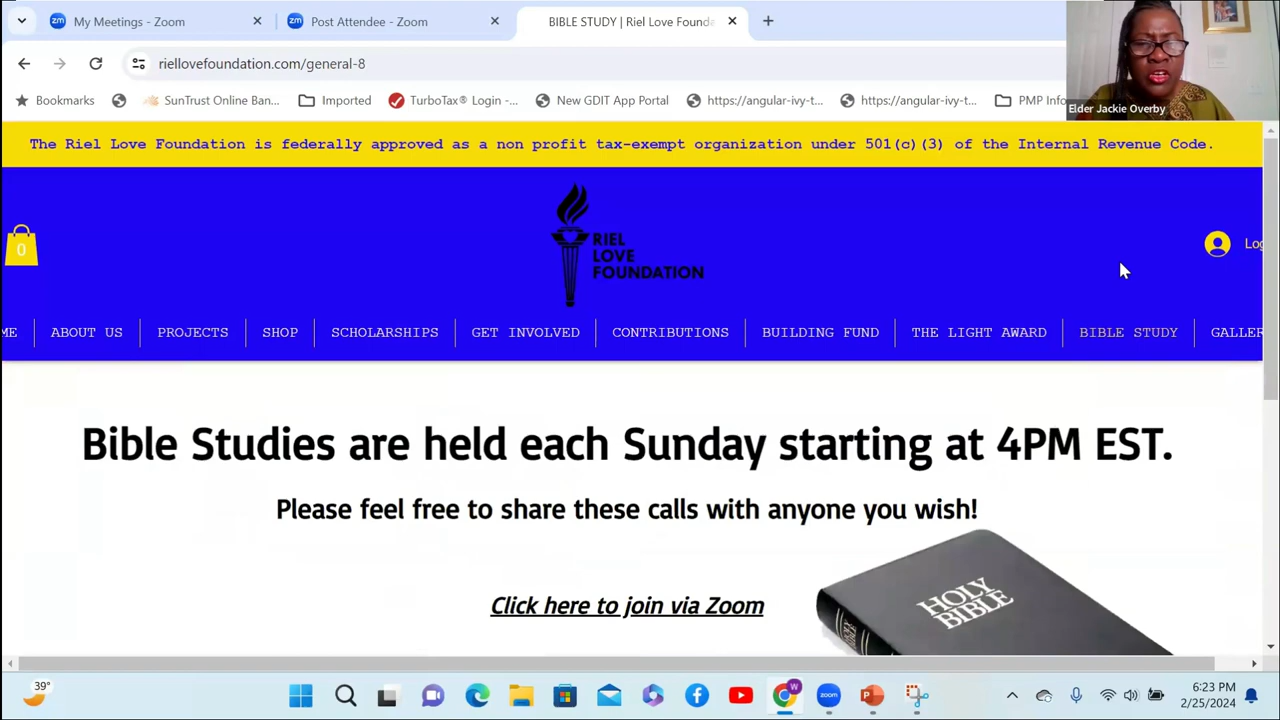 My Meetings - Zoom
Post Attendee - Zoom
BIBLE STUDY | Riel Love Founda
riellovefoundation.com/general-8
Bookmarks
SunTrust Online Ban...
Imported
TurboTax® Login -...
New GDIT App Portal
https://angular-ivy-t...
https://angular-ivy-t...
PMP Info
Elder Jackie Overby
The Riel Love Foundation is federally approved as a non profit tax-exempt organization under 501(c)(3) of the Internal Revenue Code.
0
RIEL
LOVE
FOUNDATION
Log
ME
ABOUT US
PROJECTS
SHOP
SCHOLARSHIPS
GET INVOLVED
CONTRIBUTIONS
BUILDING FUND
THE LIGHT AWARD
BIBLE STUDY
GALLER
Bible Studies are held each Sunday starting at 4PM EST.
Please feel free to share these calls with anyone you wish!
Click here to join via Zoom
HOLY
BIBLE
39°
zoom
W
6:23 PM
2/25/2024